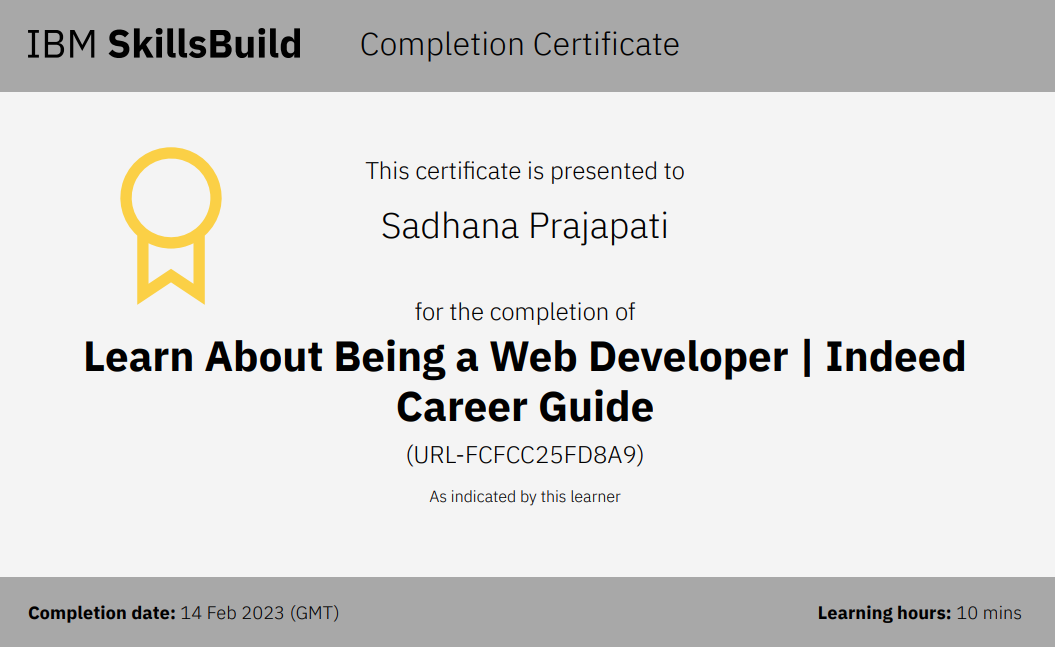 IBM SkillsBuild Completion Certificate
This certificate is presented to
Sadhana Prajapati
for the completion of
Learn About Being a Web Developer | Indeed
Career Guide
(URL-FCFCC25FD8A9)
As indicated by this learner
Completion date: 14 Feb 2023 (GMT)
Learning hours: 10 mins